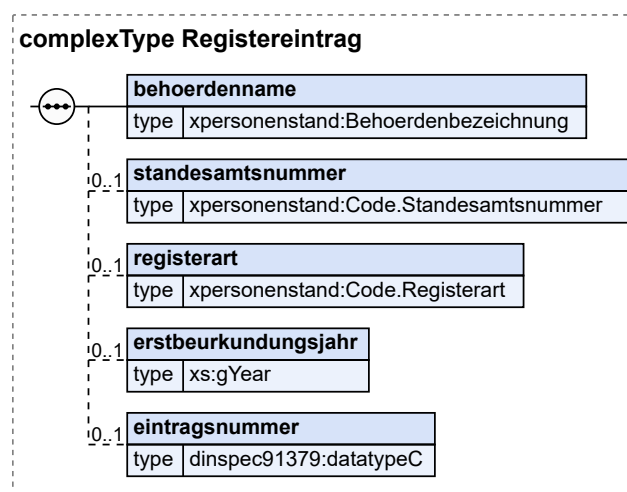 complexType Registereintrag
behoerdenname
type xpersonenstand:Behoerdenbezeichnung
0..1 standesamtsnummer
type xpersonenstand:Code.Standesamtsnummer
0..1 registerart
type xpersonenstand:Code.Registerart
0..1 erstbeurkundungsjahr
type xs:gYear
0..1 eintragsnummer
type dinspec91379:datatypeC